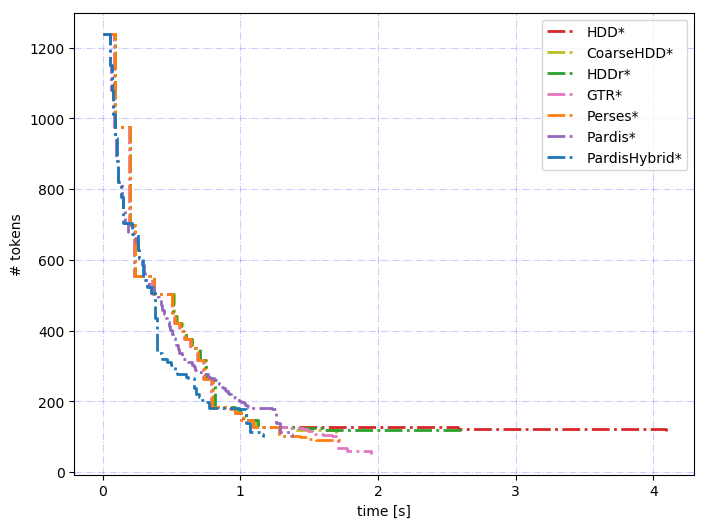 1200
1000
800
600
400
200
0
# tokens
0
1
2
3
4
time [s]
HDD*
CoarseHDD*
HDDr*
GTR*
Perses*
Pardis*
PardisHybrid*